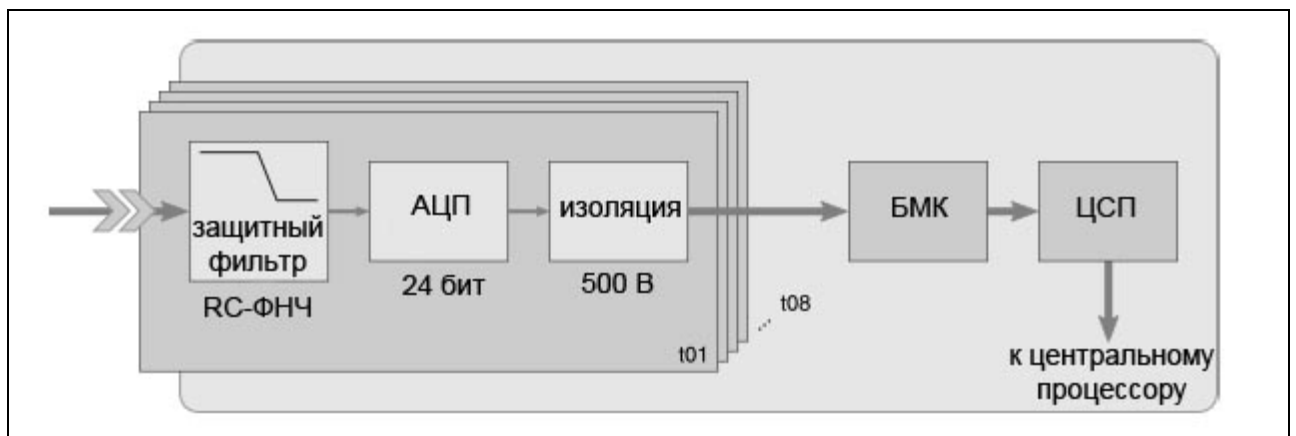 защитный
фильтр
RC-ФНЧ
АЦП
24 бит
изоляция
500 В
t01
t08
БМК
ЦСП
к центральному
процессору